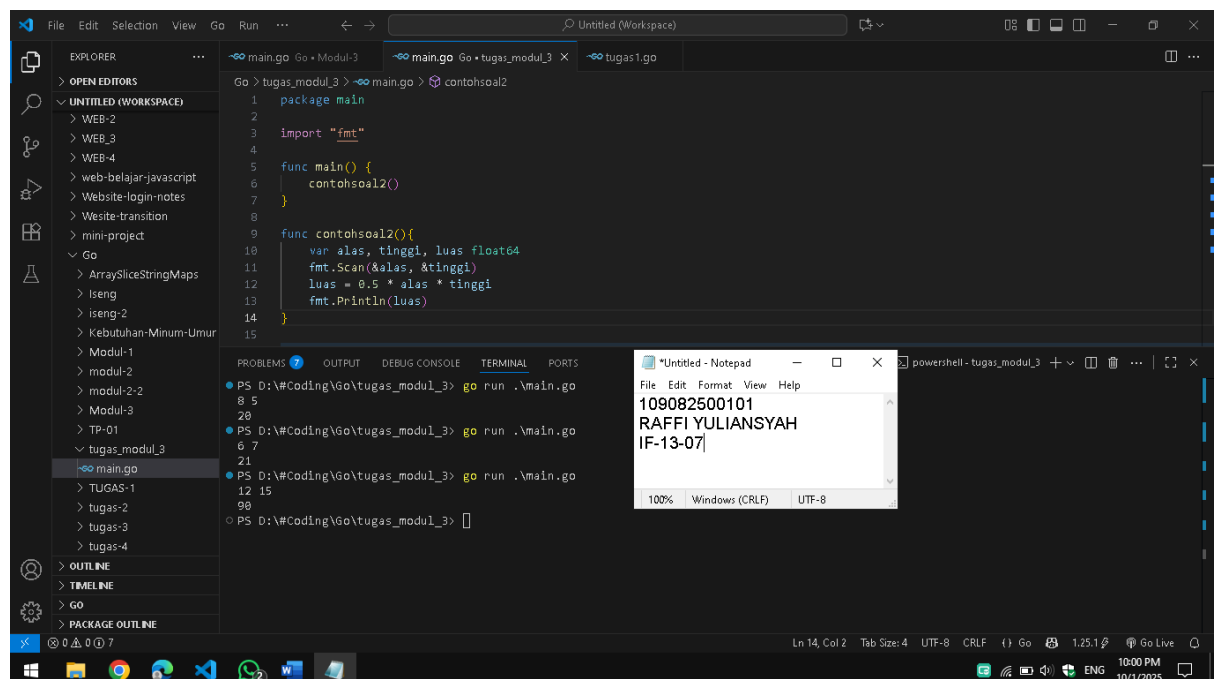 File Edit Selection View Go Run ··· Untitled (Workspace)
EXPLORER ···
> OPEN EDITORS
UNTITLED (WORKSPACE)
> WEB-2
> WEB_3
> WEB-4
> web-belajar-javascript
> Website-login-notes
> Wesite-transition
> mini-project
Go
> ArraySliceStringMaps
> Iseng
> iseng-2
> Kebutuhan-Minum-Umur
> Modul-1
> modul-2
> modul-2-2
> Modul-3
> TP-01
tugas_modul_3
main.go
> TUGAS-1
> tugas-2
> tugas-3
> tugas-4
> OUTLINE
> TIMELINE
> GO
> PACKAGE OUTLINE
main.go Go • Modul-3 main.go Go • tugas_modul_3 tugas1.go
Go > tugas_modul_3 > main.go > contohsoal2
1 package main
2
3 import "fmt"
4
5 func main() {
6 contohsoal2()
7 }
8
9 func contohsoal2(){
10 var alas, tinggi, luas float64
11 fmt.Scan(&alas, &tinggi)
12 luas = 0.5 * alas * tinggi
13 fmt.Println(luas)
14 }
15
PROBLEMS 7 OUTPUT DEBUG CONSOLE TERMINAL PORTS powershell - tugas_modul_3
PS D:\#Coding\Go\tugas_modul_3> go run .\main.go
8 5
20
PS D:\#Coding\Go\tugas_modul_3> go run .\main.go
6 7
21
PS D:\#Coding\Go\tugas_modul_3> go run .\main.go
12 15
90
PS D:\#Coding\Go\tugas_modul_3>
*Untitled - Notepad
File Edit Format View Help
109082500101
RAFFI YULIANSYAH
IF-13-07
100% Windows (CRLF) UTF-8
0 0 7 Ln 14, Col 2 Tab Size: 4 UTF-8 CRLF {} Go 1.25.1 Go Live
2 ENG 10:00 PM
10/1/2025